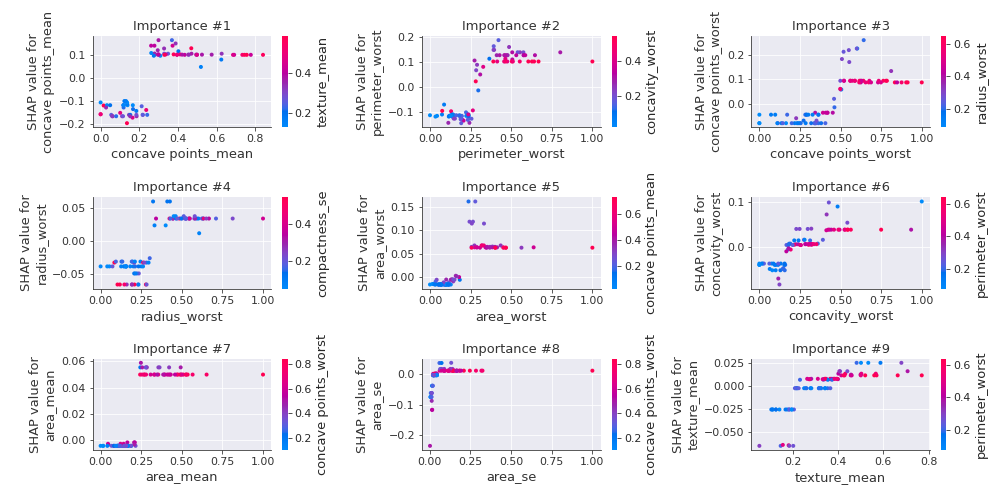 Importance #1
Importance #2
Importance #3
SHAP value for
concave points_mean
0.1
0.0
−0.1
−0.2
0.0
0.2
0.4
0.6
0.8
concave points_mean
0.4
0.2
texture_mean
SHAP value for
perimeter_worst
0.2
0.1
0.0
−0.1
0.00
0.25
0.50
0.75
1.00
perimeter_worst
0.4
0.2
concavity_worst
SHAP value for
concave points_worst
0.2
0.1
0.0
0.00
0.25
0.50
0.75
1.00
concave points_worst
0.6
0.4
0.2
radius_worst
Importance #4
Importance #5
Importance #6
SHAP value for
radius_worst
0.05
0.00
−0.05
0.00
0.25
0.50
0.75
1.00
radius_worst
0.4
0.2
compactness_se
SHAP value for
area_worst
0.15
0.10
0.05
0.00
0.00
0.25
0.50
0.75
1.00
area_worst
0.6
0.4
0.2
concave points_mean
SHAP value for
concavity_worst
0.1
0.0
0.00
0.25
0.50
0.75
1.00
concavity_worst
0.6
0.4
0.2
perimeter_worst
Importance #7
Importance #8
Importance #9
SHAP value for
area_mean
0.06
0.04
0.02
0.00
0.00
0.25
0.50
0.75
1.00
area_mean
0.8
0.6
0.4
0.2
concave points_worst
SHAP value for
area_se
0.0
−0.1
−0.2
0.00
0.25
0.50
0.75
1.00
area_se
0.8
0.6
0.4
0.2
concave points_worst
SHAP value for
texture_mean
0.025
0.000
−0.025
−0.050
0.2
0.4
0.6
0.8
texture_mean
0.6
0.4
0.2
perimeter_worst